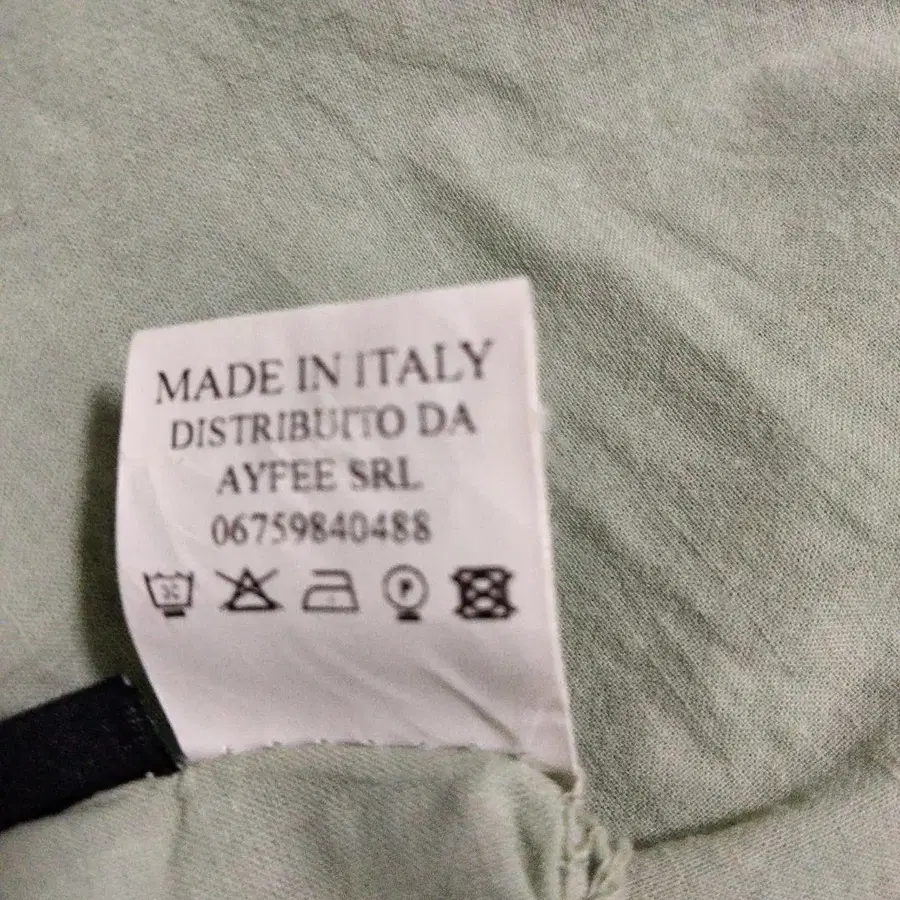 MADE IN ITALY
DISTRIBUITO DA
AYFEE SRL
06759840488
P